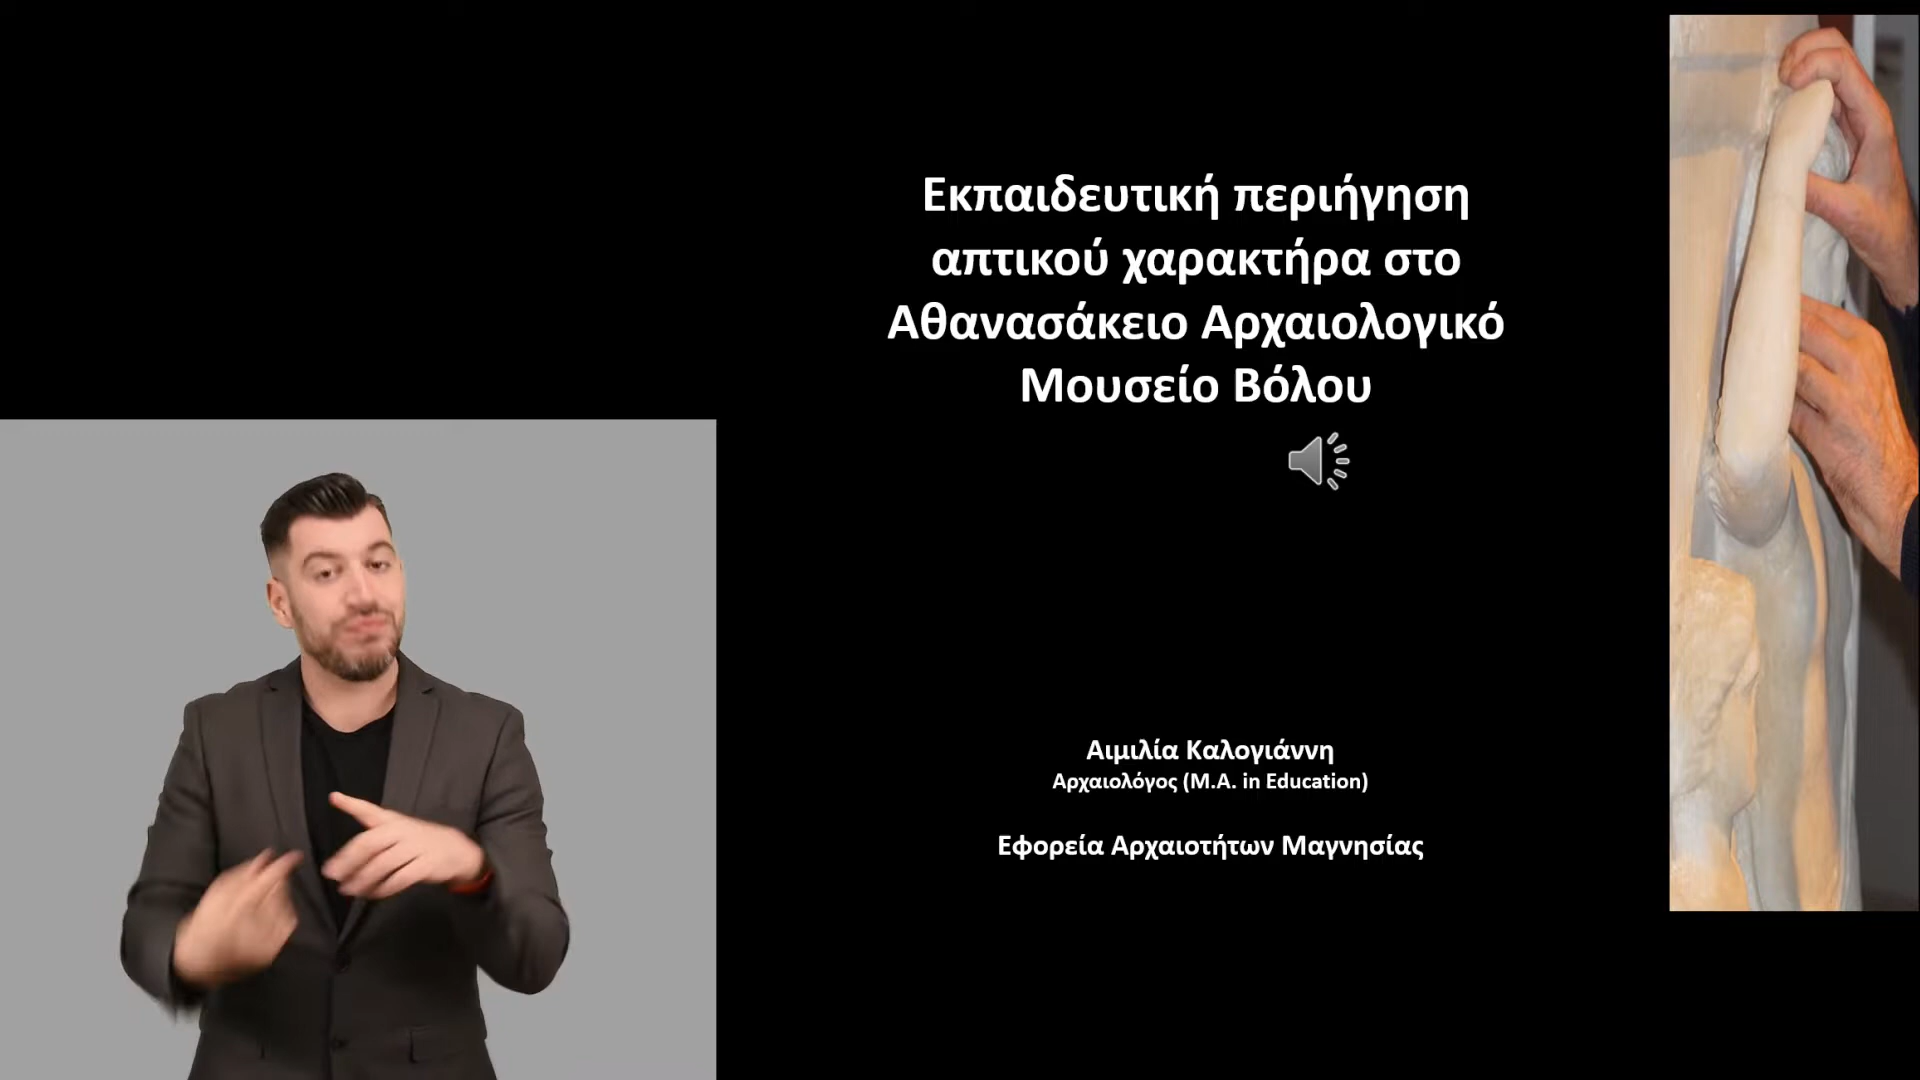 Εκπαιδευτική περιήγηση
απτικού χαρακτήρα στο
Αθανασάκειο Αρχαιολογικό
Μουσείο Βόλου
Αιμιλία Καλογιάννη
Αρχαιολόγος (M.A. in Education)
Εφορεία Αρχαιοτήτων Μαγνησίας